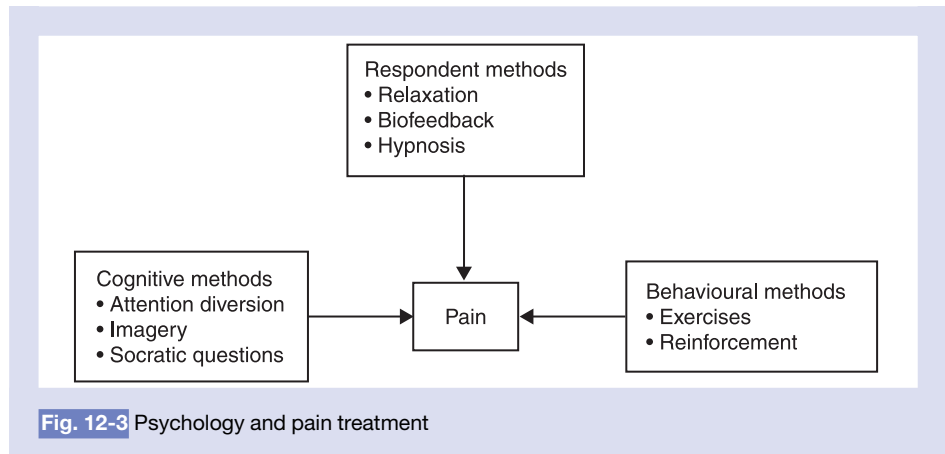 Respondent methods
• Relaxation
• Biofeedback
• Hypnosis
Cognitive methods
• Attention diversion
• Imagery
• Socratic questions
Pain
Behavioural methods
• Exercises
• Reinforcement
Fig. 12-3 Psychology and pain treatment